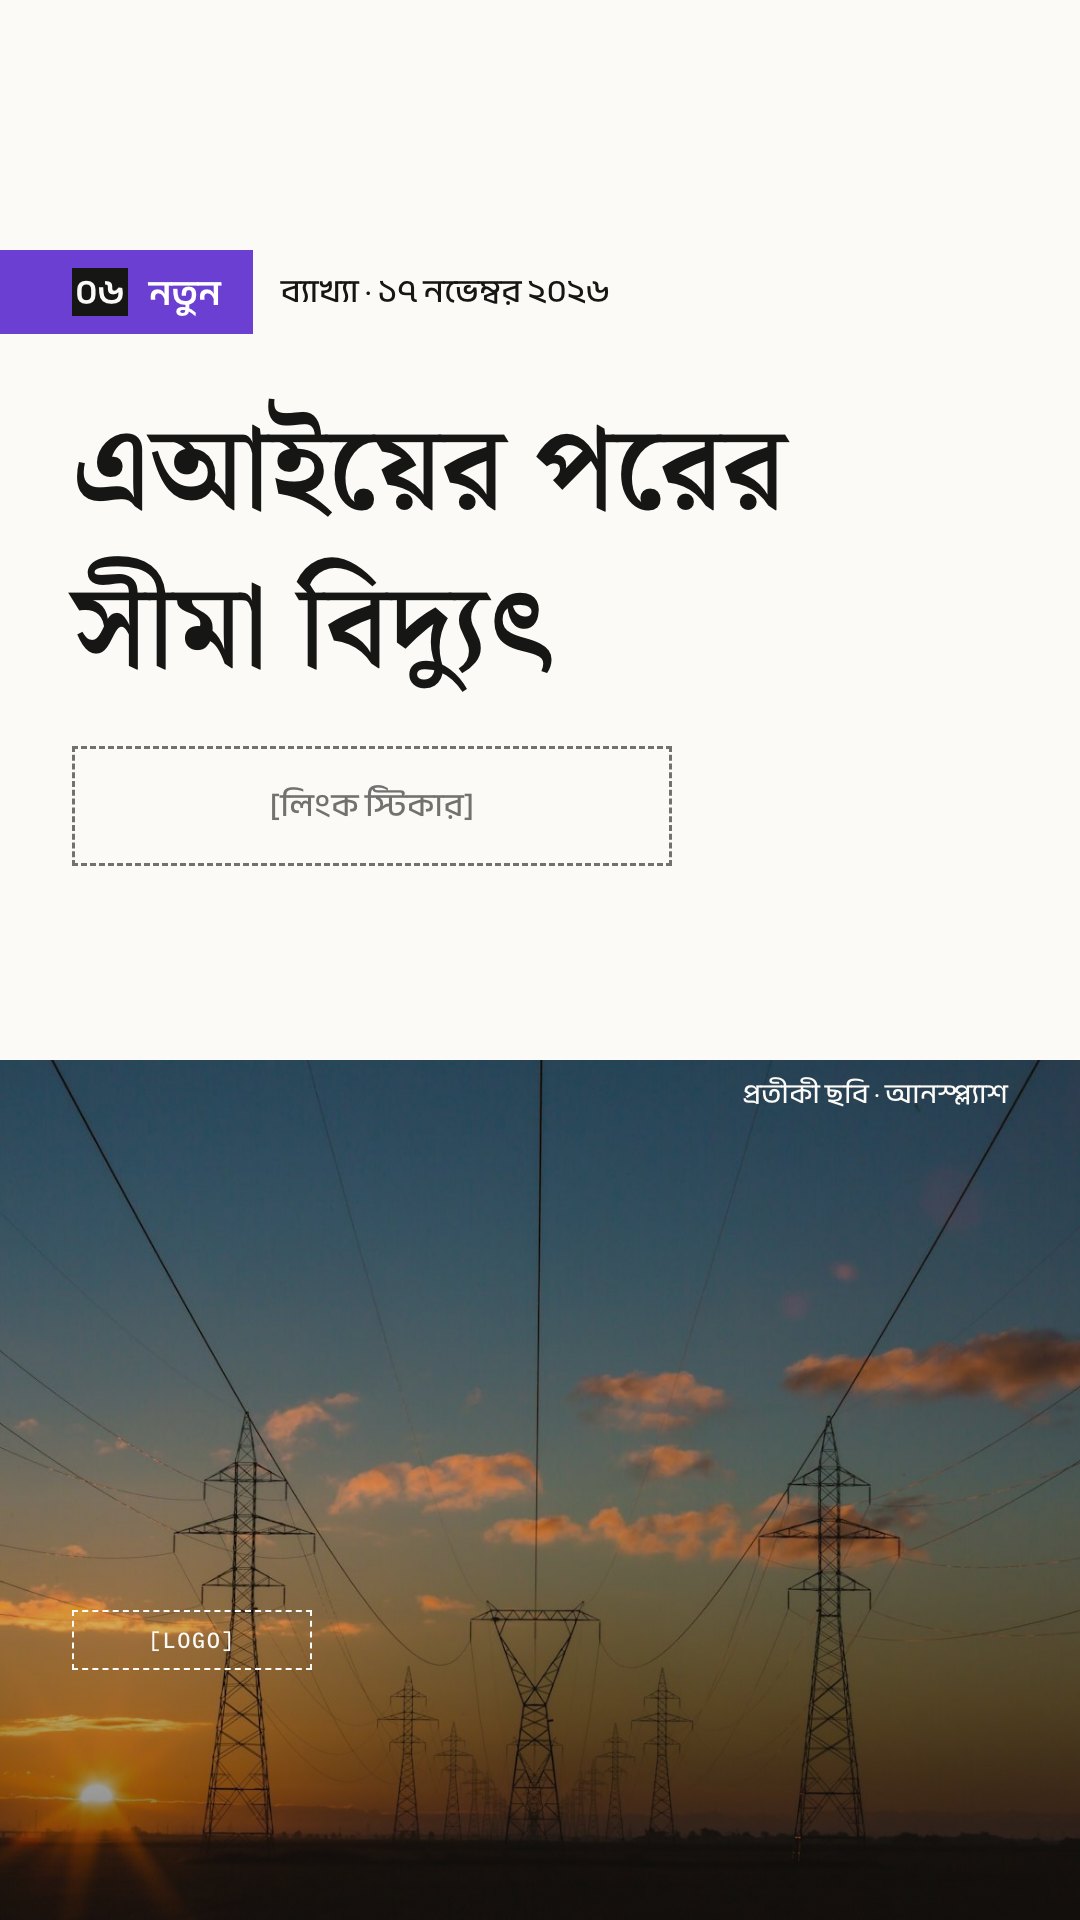 ০৬ নতুন ব্যাখ্যা · ১৭ নভেম্বর ২০২৬
এআইয়ের পরের
সীমা বিদ্যুৎ
[লিংক স্টিকার]
প্রতীকী ছবি · আনস্প্ল্যাশ
[LOGO]